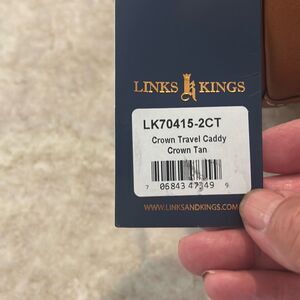 LINKS & KINGS
LK70415-2CT
Crown Travel Caddy
Crown Tan
7 06843 47349 9
WWW.LINKSANDKINGS.COM